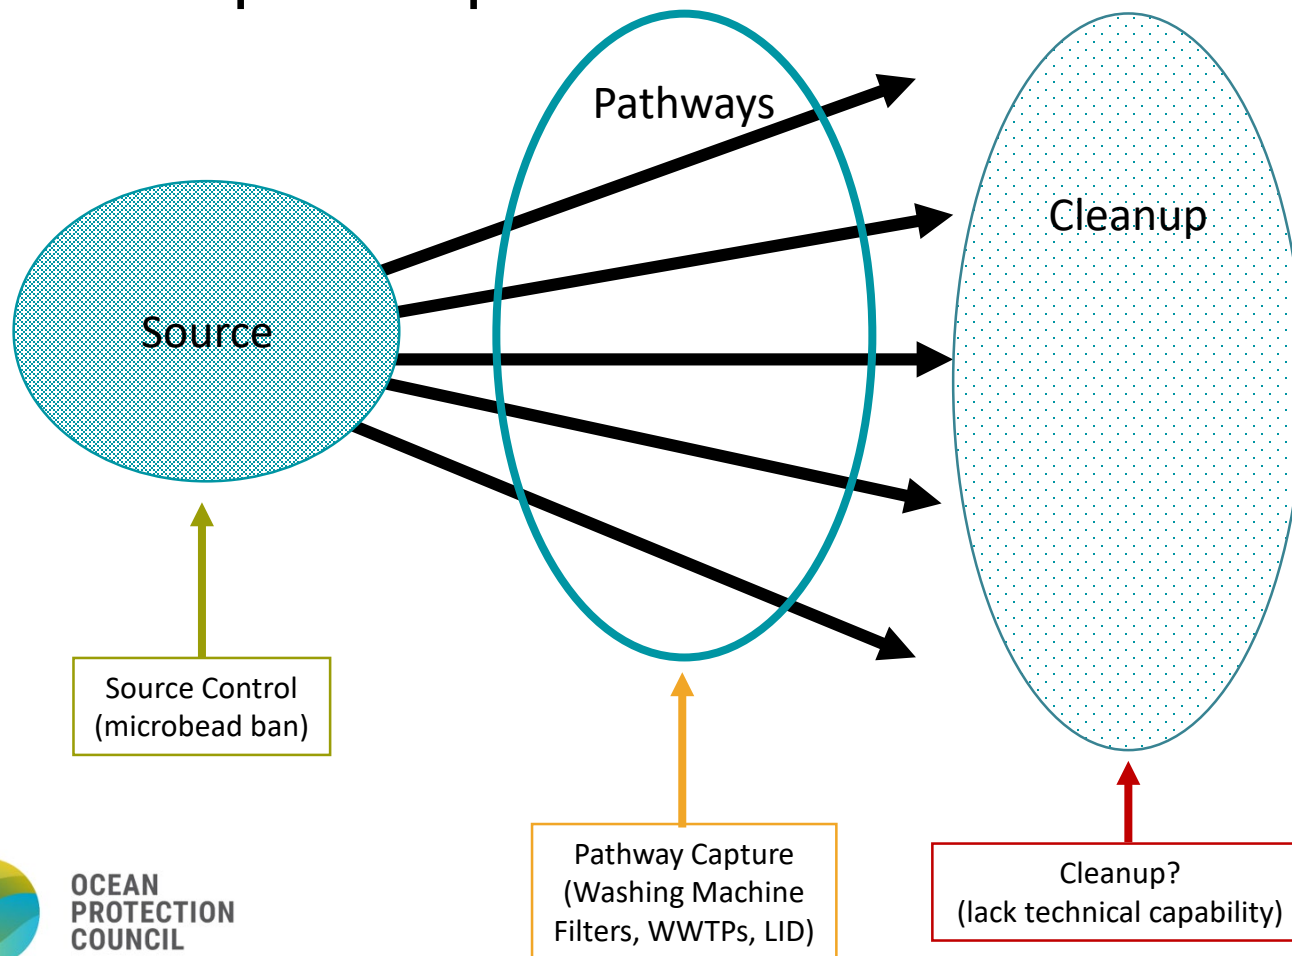 Pathways
Cleanup
Source
Source Control
(microbead ban)
Pathway Capture
(Washing Machine
Filters, WWTPs, LID)
Cleanup?
(lack technical capability)
OCEAN
PROTECTION
COUNCIL